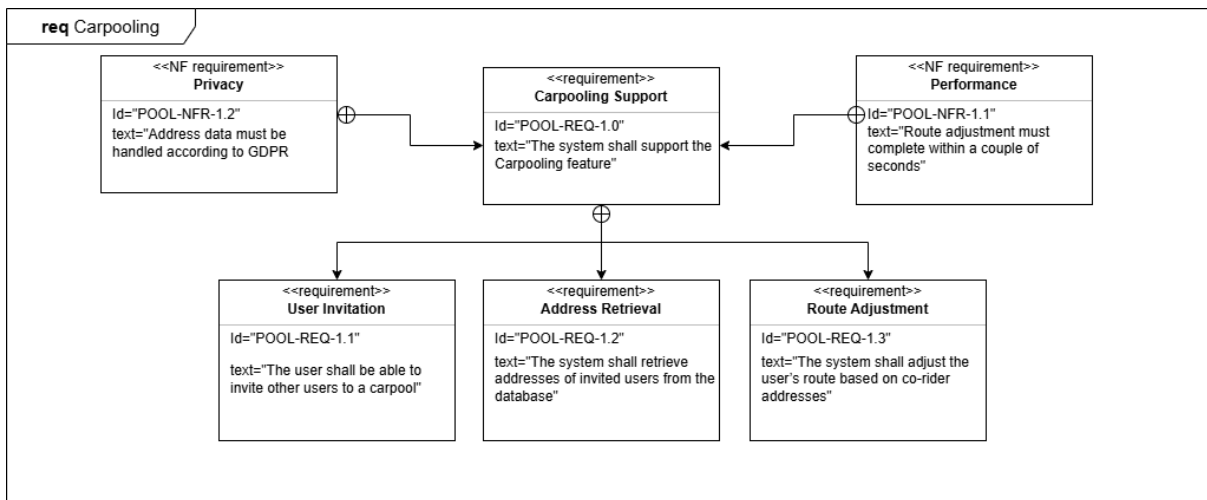 req Carpooling
<<NF requirement>>
Privacy
Id="POOL-NFR-1.2"
text="Address data must be
handled according to GDPR
<<requirement>>
Carpooling Support
Id="POOL-REQ-1.0"
text="The system shall support the
Carpooling feature"
<<NF requirement>>
Performance
Id="POOL-NFR-1.1"
text="Route adjustment must
complete within a couple of
seconds"
<<requirement>>
User Invitation
Id="POOL-REQ-1.1"
text="The user shall be able to
invite other users to a carpool"
<<requirement>>
Address Retrieval
Id="POOL-REQ-1.2"
text="The system shall retrieve
addresses of invited users from the
database"
<<requirement>>
Route Adjustment
Id="POOL-REQ-1.3"
text="The system shall adjust the
user’s route based on co-rider
addresses"